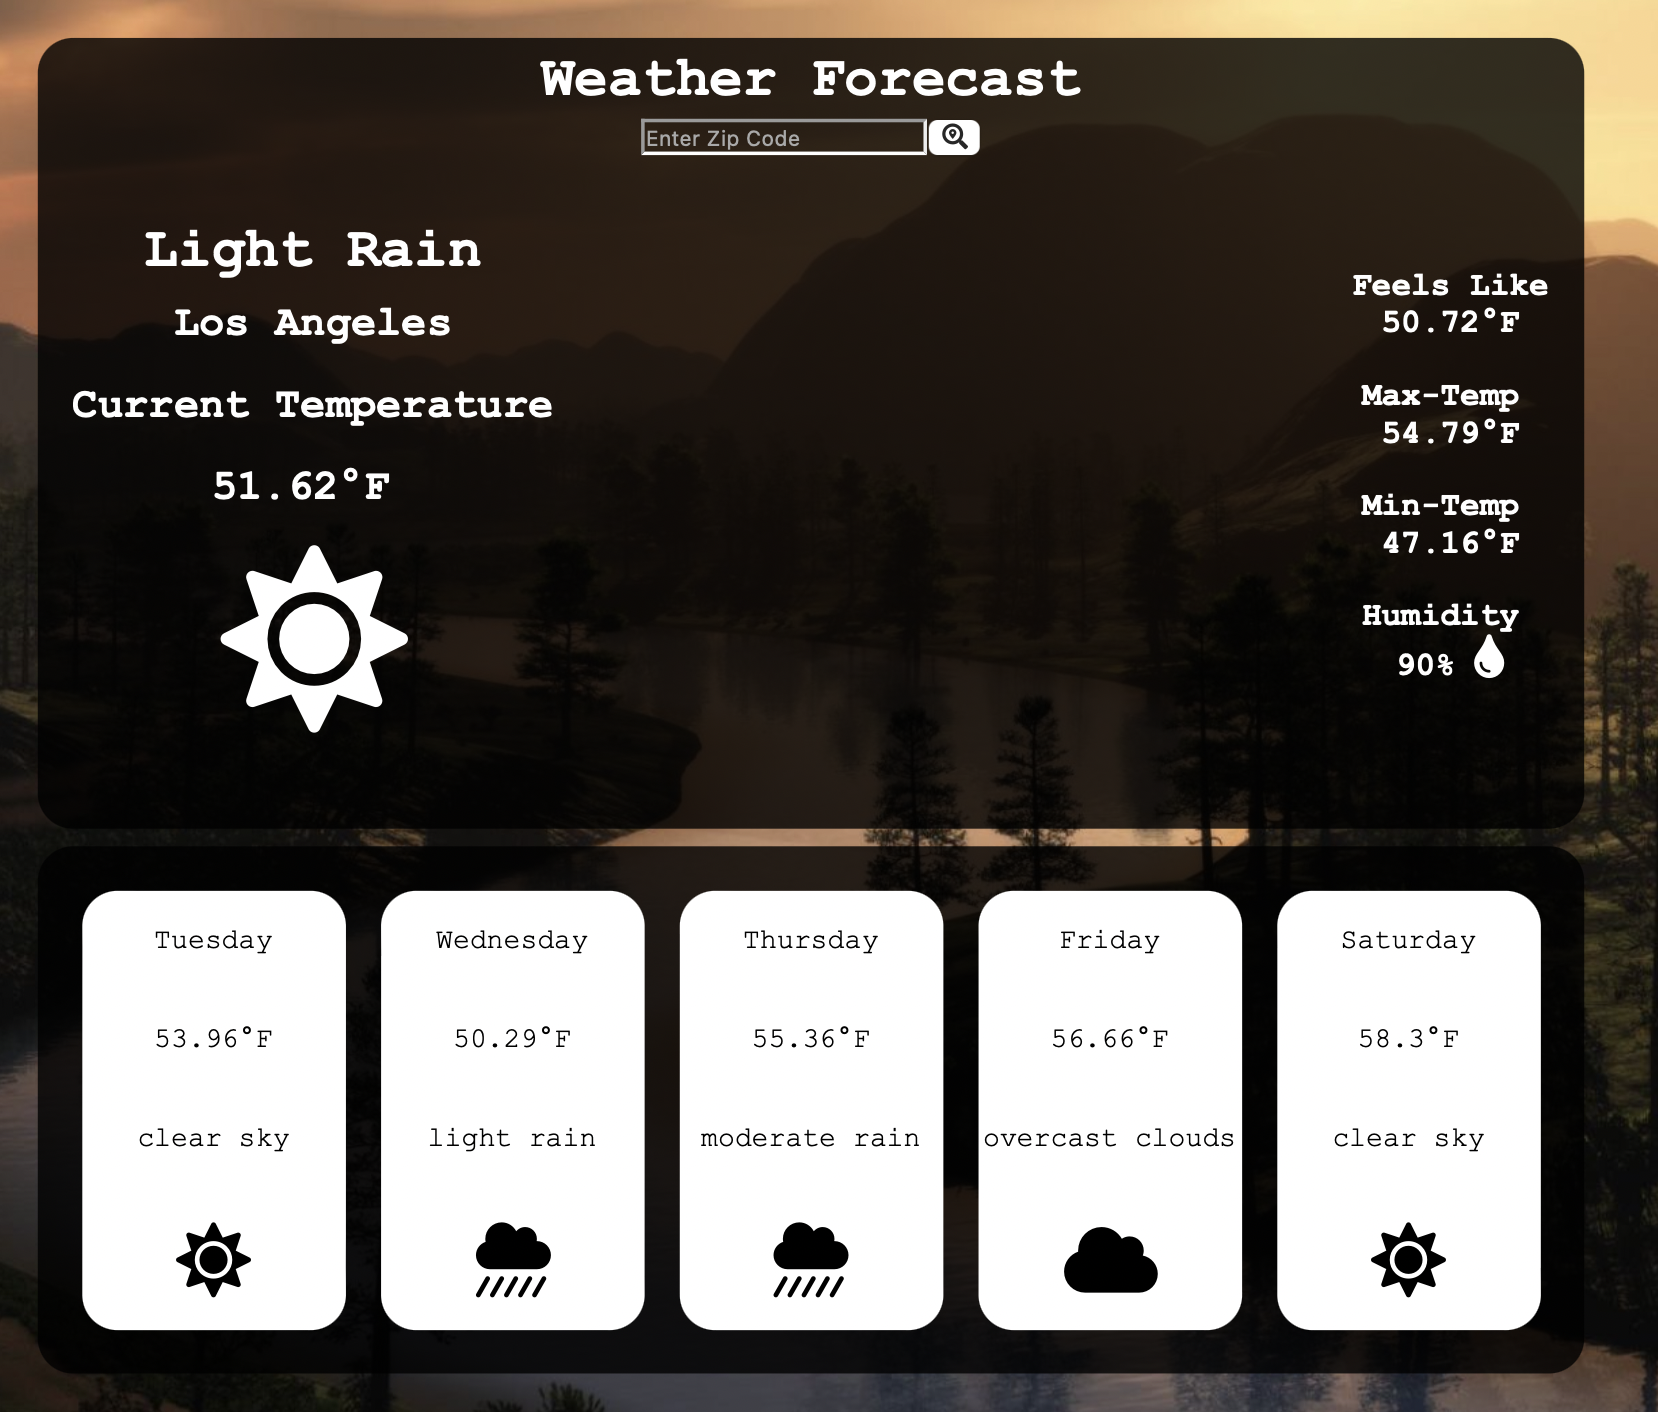 Weather Forecast
Enter Zip Code
Light Rain
Los Angeles
Current Temperature
51.62°F
Feels Like
50.72°F
Max-Temp
54.79°F
Min-Temp
47.16°F
Humidity
90%
Tuesday
53.96°F
clear sky
Wednesday
50.29°F
light rain
Thursday
55.36°F
moderate rain
Friday
56.66°F
overcast clouds
Saturday
58.3°F
clear sky